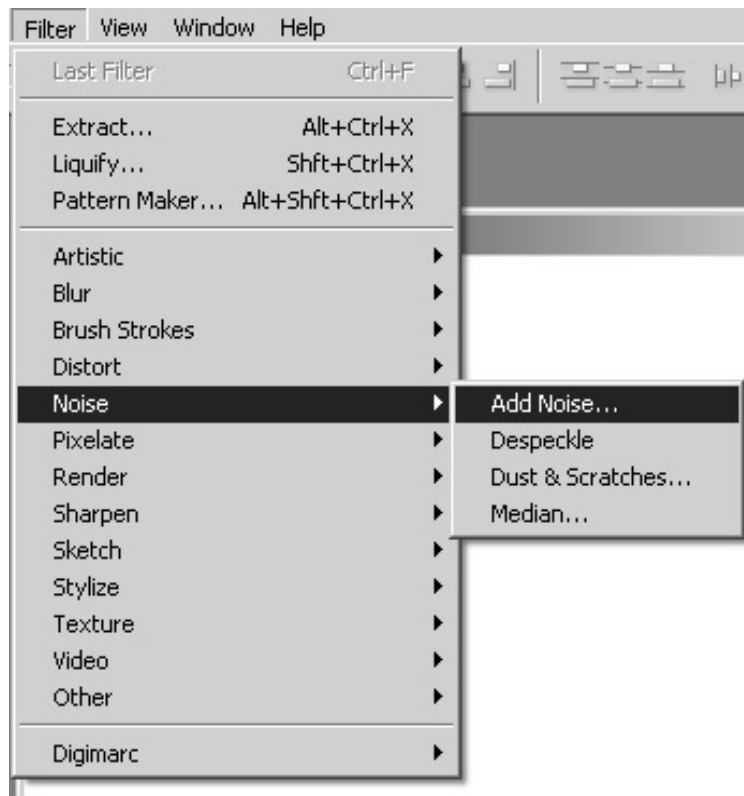 Filter View Window Help
Last Filter Ctrl+F
Extract... Alt+Ctrl+X
Liquify... Shft+Ctrl+X
Pattern Maker... Alt+Shft+Ctrl+X
Artistic
Blur
Brush Strokes
Distort
Noise Add Noise...
Pixelate Despeckle
Render Dust & Scratches...
Sharpen Median...
Sketch
Stylize
Texture
Video
Other
Digimarc